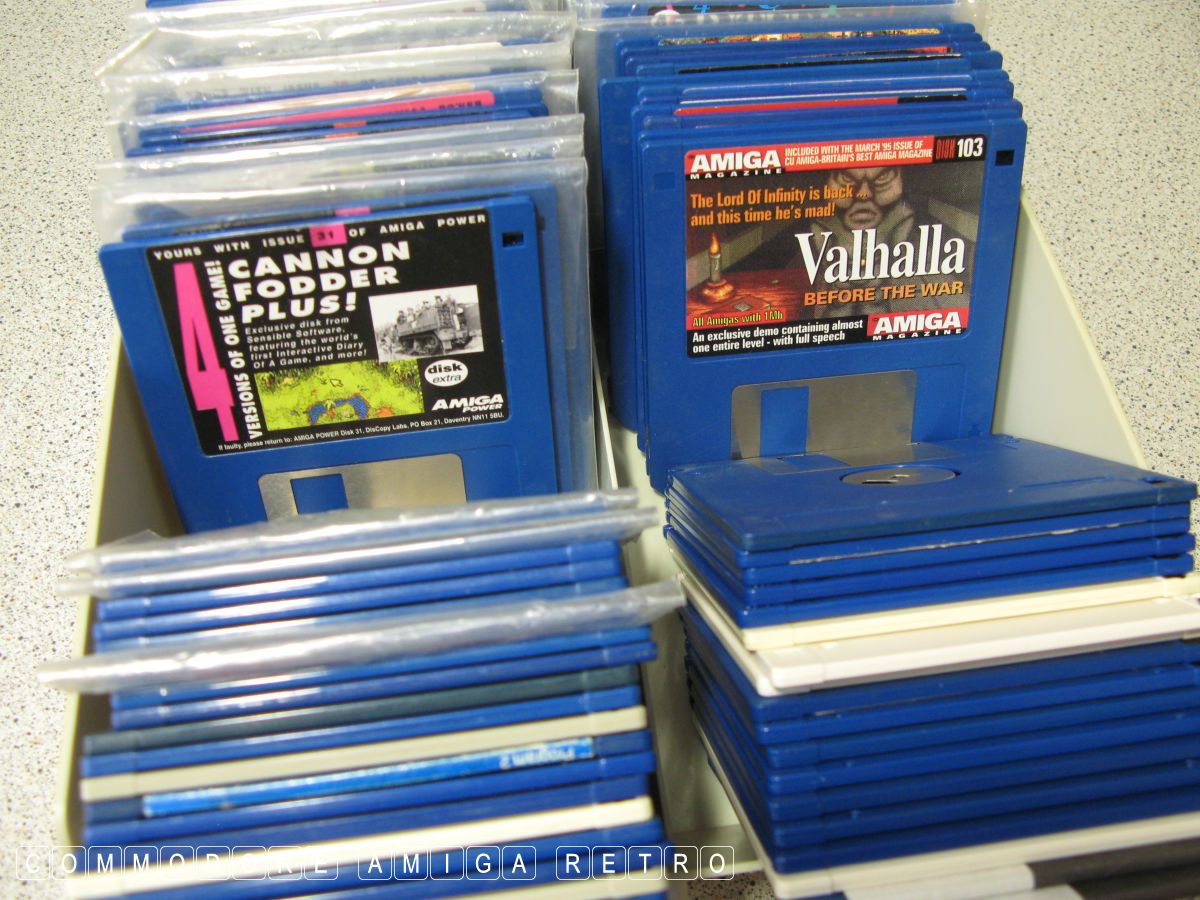 YOURS WITH ISSUE 31 OF AMIGA POWER
4
VERSIONS OF ONE GAME!
CANNON
FODDER
PLUS!
Exclusive disk from
Sensible Software,
featuring the world's
first Interactive Diary
Of A Game, and more!
disk
extra
AMIGA
POWER
If faulty, please return to: AMIGA POWER Disk 31, DisCopy Labs, PO Box 21, Daventry NN11 5BU.
AMIGA
MAGAZINE
INCLUDED WITH THE MARCH '95 ISSUE OF
CU AMIGA-BRITAIN'S BEST AMIGA MAGAZINE
DISK 103
The Lord Of Infinity is back ...
and this time he's mad!
Valhalla
BEFORE THE WAR
All Amigas with 1Mb
An exclusive demo containing almost
one entire level - with full speech
AMIGA
MAGAZINE
AMIGA POWER
Program 2
COMMODORE AMIGA RETRO